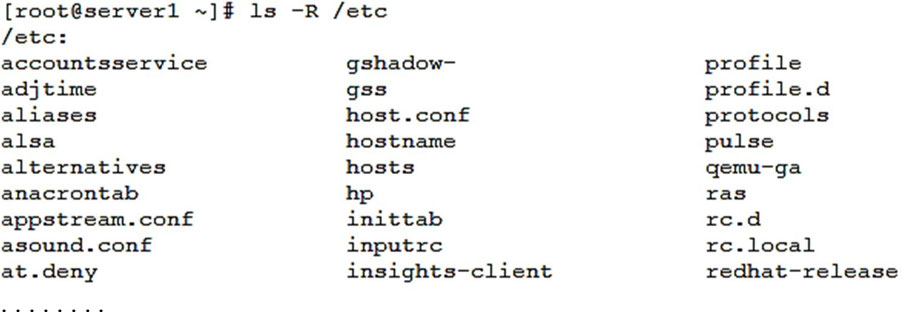 [root@server1 ~]# ls -R /etc
/etc:
accountsservice gshadow- profile
adjtime gss profile.d
aliases host.conf protocols
alsa hostname pulse
alternatives hosts qemu-ga
anacrontab hp ras
appstream.conf inittab rc.d
asound.conf inputrc rc.local
at.deny insights-client redhat-release
. . . . . . . . .